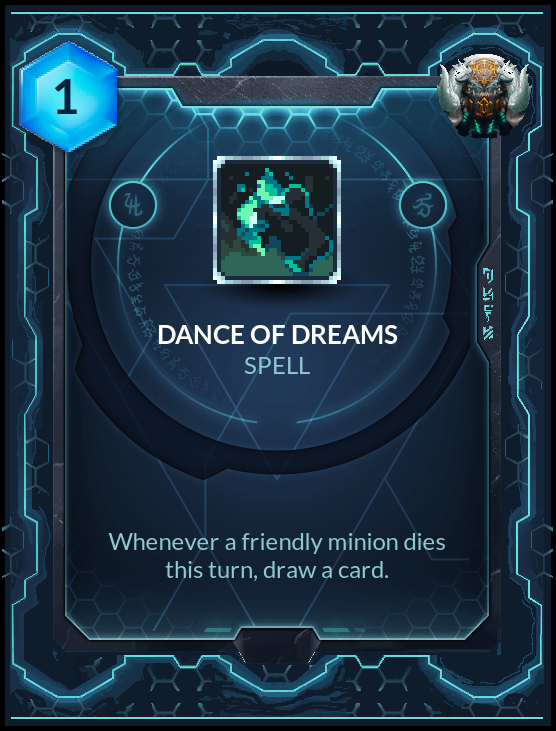 1
DANCE OF DREAMS
SPELL
Whenever a friendly minion dies
this turn, draw a card.